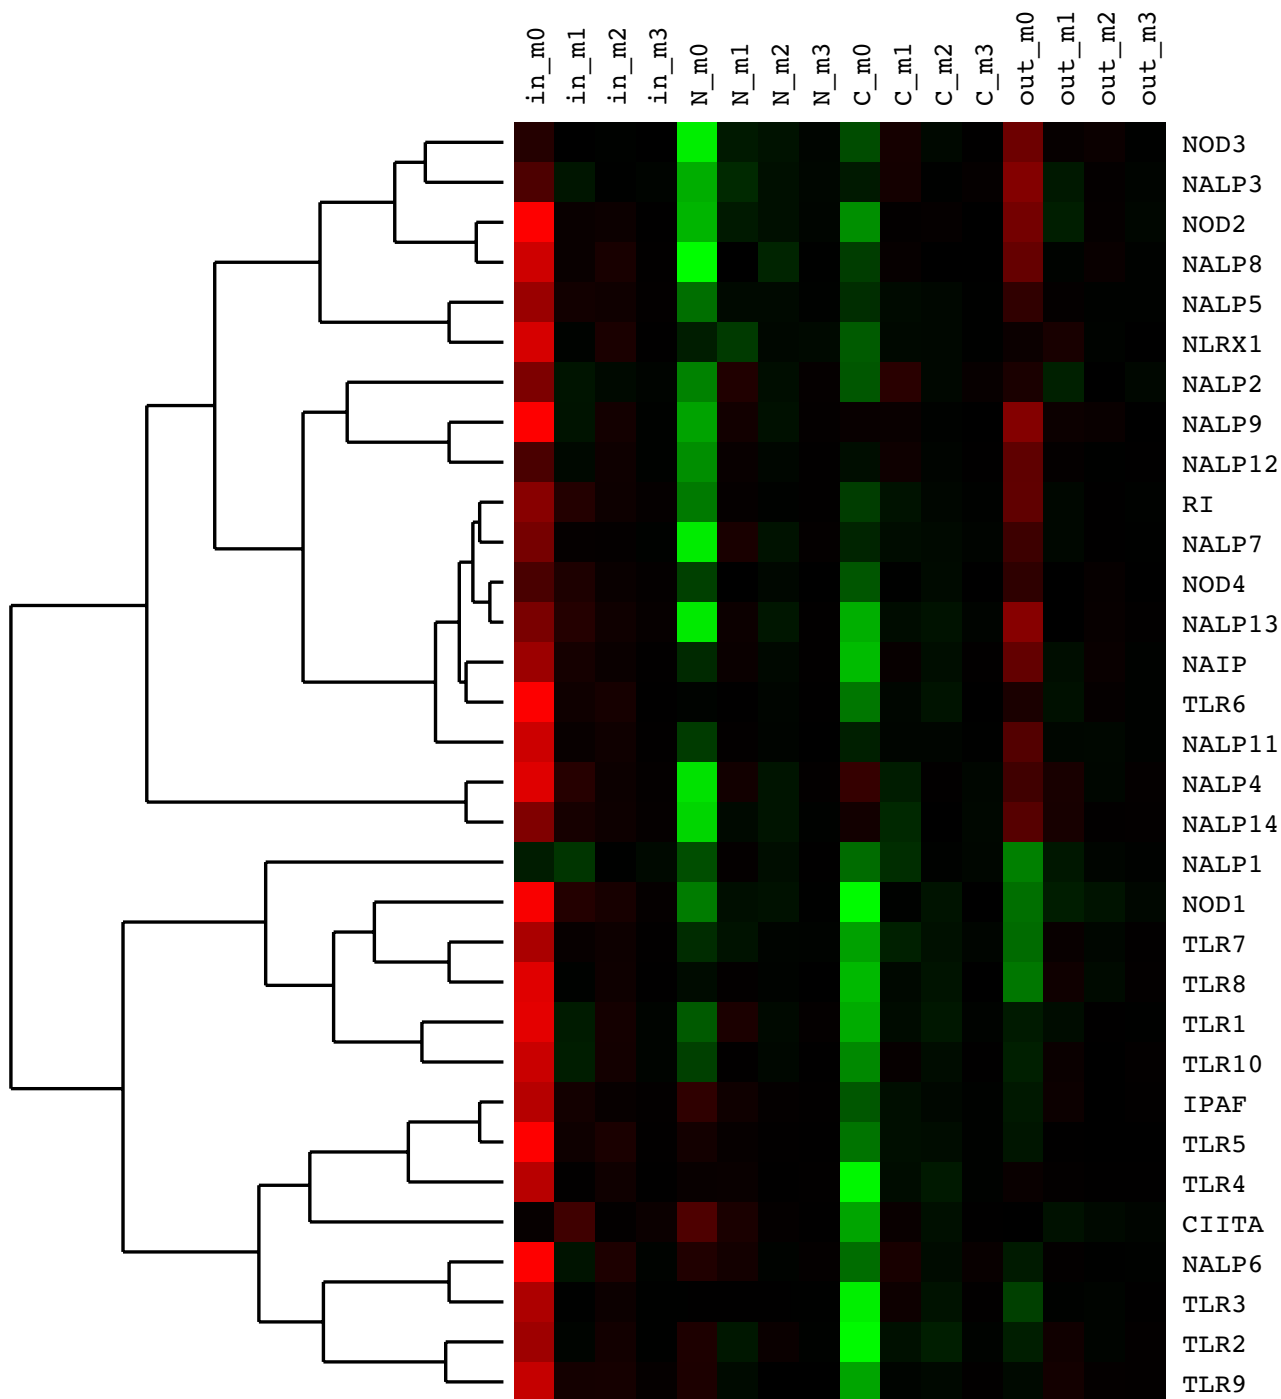 in_m0
in_m1
in_m2
in_m3
N_m0
N_m1
N_m2
N_m3
C_m0
C_m1
C_m2
C_m3
out_m0
out_m1
out_m2
out_m3
NOD3
NALP3
NOD2
NALP8
NALP5
NLRX1
NALP2
NALP9
NALP12
RI
NALP7
NOD4
NALP13
NAIP
TLR6
NALP11
NALP4
NALP14
NALP1
NOD1
TLR7
TLR8
TLR1
TLR10
IPAF
TLR5
TLR4
CIITA
NALP6
TLR3
TLR2
TLR9